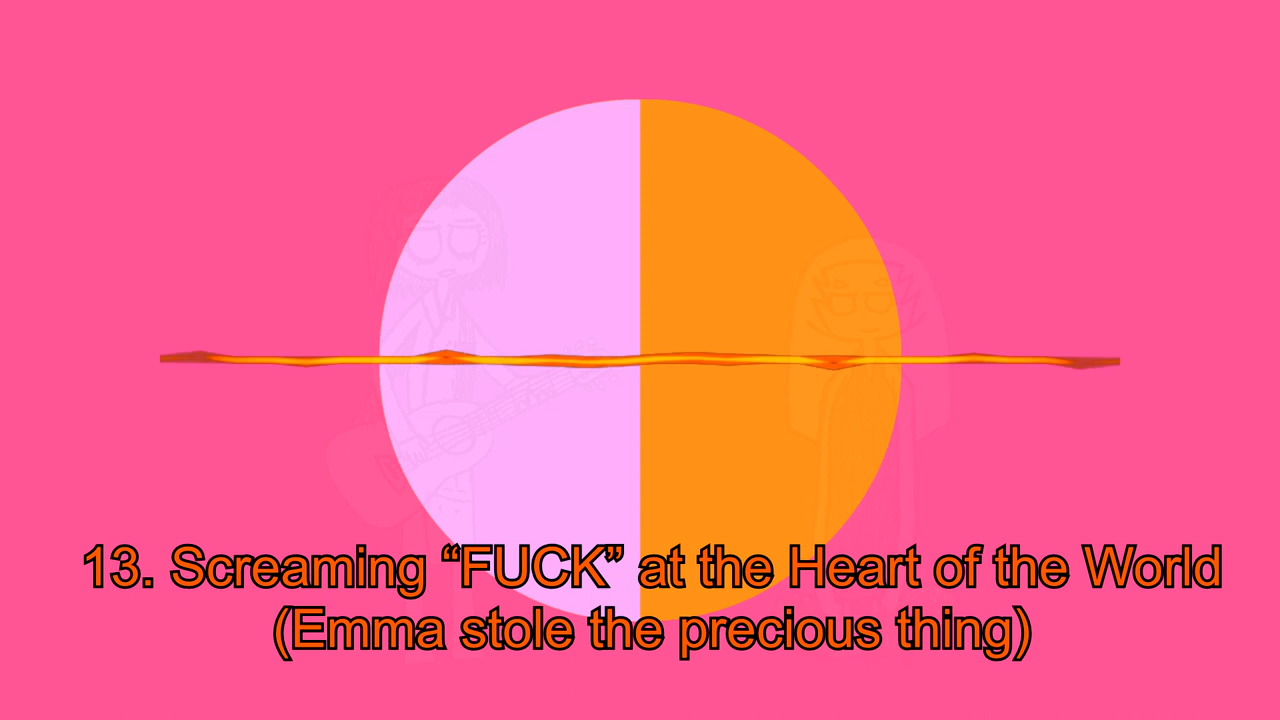 13. Screaming “FUCK” at the Heart of the World
(Emma stole the precious thing)